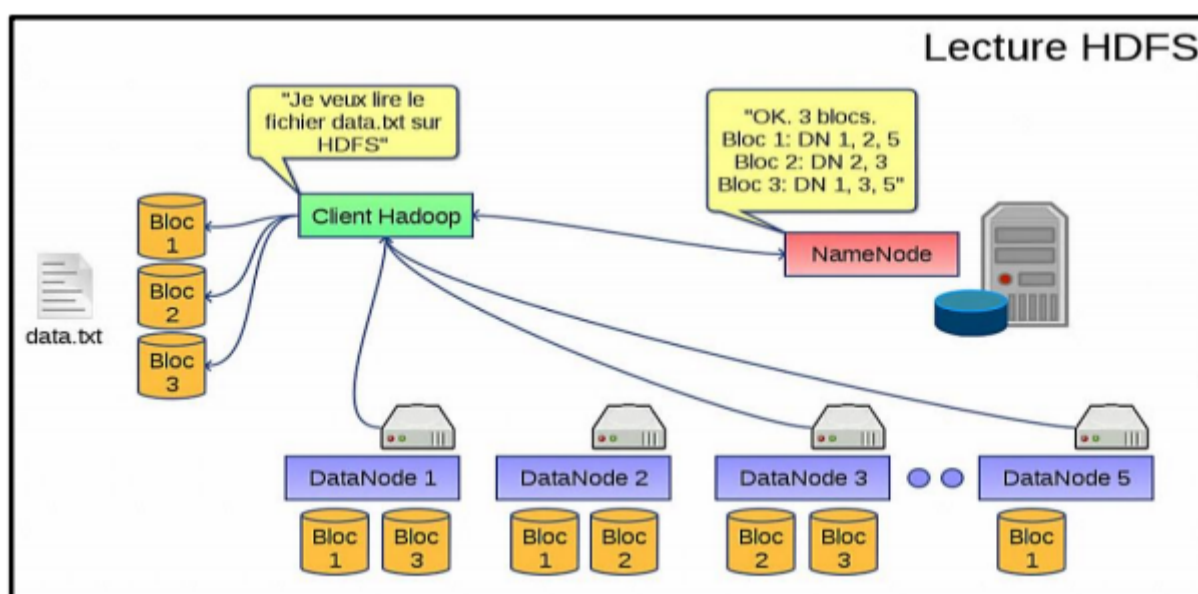 Lecture HDFS
"Je veux lire le
fichier data.txt sur
HDFS"
"OK. 3 blocs.
Bloc 1: DN 1, 2, 5
Bloc 2: DN 2, 3
Bloc 3: DN 1, 3, 5"
Client Hadoop
NameNode
Bloc
1
Bloc
2
Bloc
3
data.txt
DataNode 1
DataNode 2
DataNode 3
DataNode 5
Bloc
1
Bloc
3
Bloc
1
Bloc
2
Bloc
2
Bloc
3
Bloc
1